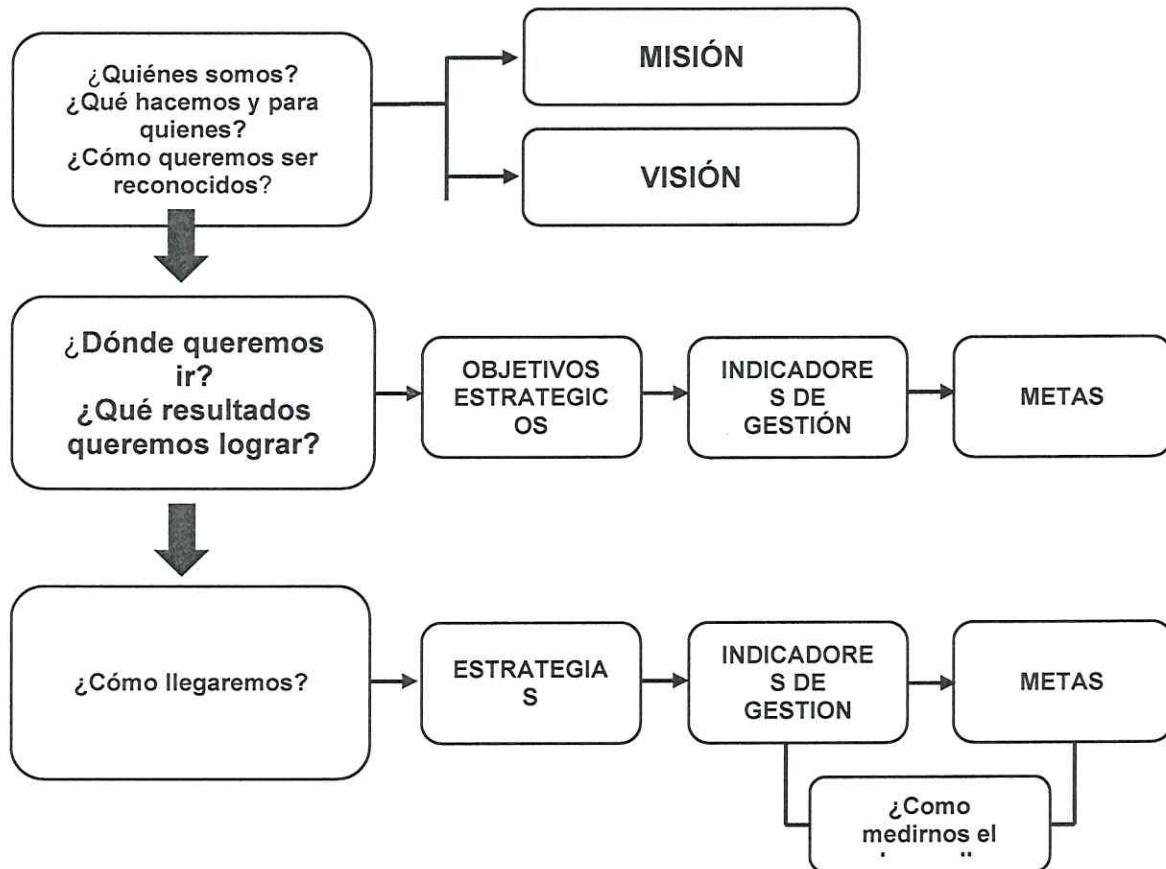 ¿Quiénes somos?
¿Qué hacemos y para
quienes?
¿Cómo queremos ser
reconocidos?
MISIÓN
VISIÓN
¿Dónde queremos
ir?
¿Qué resultados
queremos lograr?
OBJETIVOS
ESTRATEGIC
OS
INDICADORE
S DE
GESTIÓN
METAS
¿Cómo llegaremos?
ESTRATEGIA
S
INDICADORE
S DE
GESTION
METAS
¿Como
medirnos el